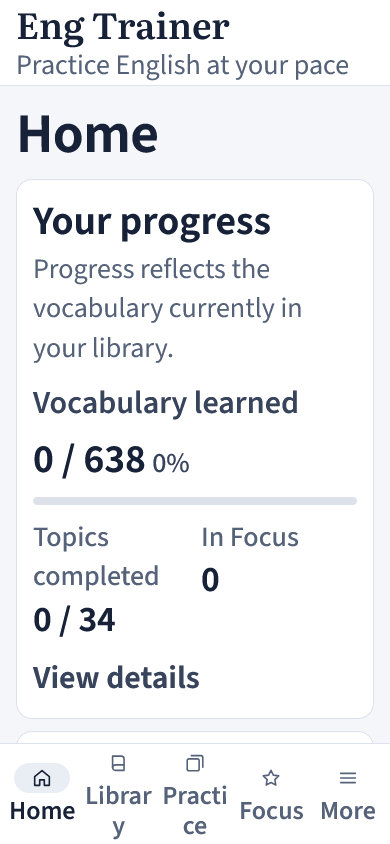 Eng Trainer
Practice English at your pace
Home
Your progress
Progress reflects the
vocabulary currently in
your library.
Vocabulary learned
0 / 638 0%
Topics
completed
0 / 34
In Focus
0
View details
Home
Librar
y
Practi
ce
Focus
More